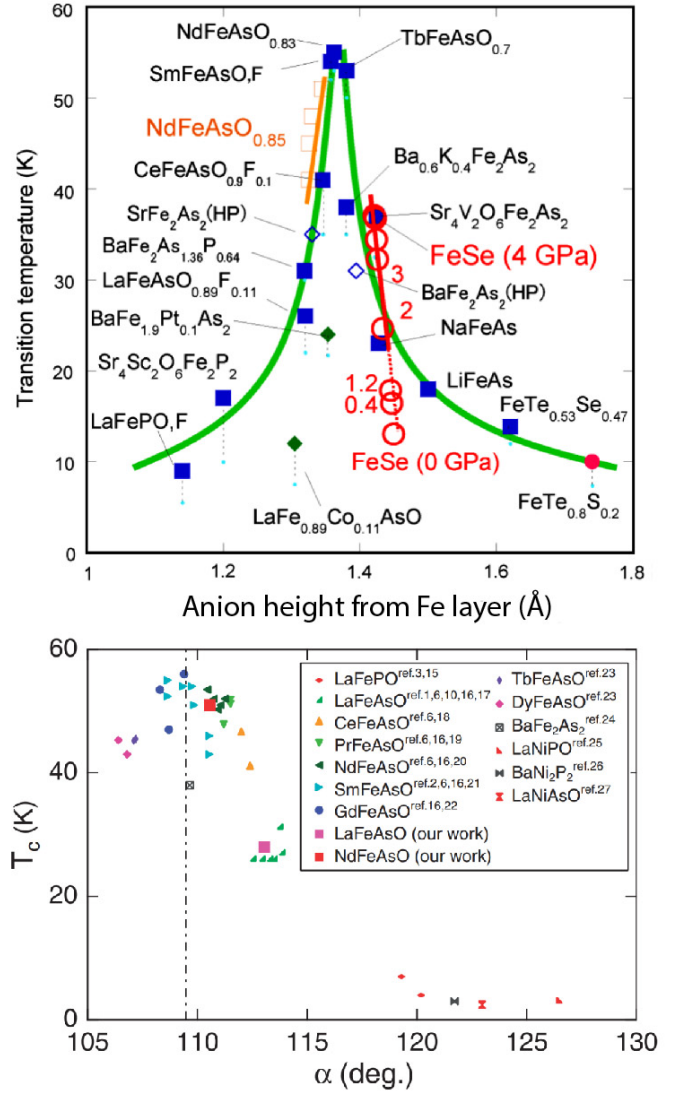 60
NdFeAsO0.83
TbFeAsO0.7
SmFeAsO,F
50
NdFeAsO0.85
Ba0.6K0.4Fe2As2
CeFeAsO0.9F0.1
40
SrFe2As2(HP)
Sr4V2O6Fe2As2
BaFe2As1.36P0.64
FeSe (4 GPa)
3
30
LaFeAsO0.89F0.11
BaFe2As2(HP)
2
BaFe1.9Pt0.1As2
NaFeAs
20
Sr4Sc2O6Fe2P2
1.2
LiFeAs
0.4
FeTe0.53Se0.47
LaFePO,F
10
FeSe (0 GPa)
FeTe0.8S0.2
LaFe0.89Co0.11AsO
0
Transition temperature (K)
1 1.2 1.4 1.6 1.8
Anion height from Fe layer (Å)
60
40
20
0
Tc (K)
LaFePOref.3,15
LaFeAsOref.1,6,10,16,17
CeFeAsOref.6,18
PrFeAsOref.6,16,19
NdFeAsOref.6,16,20
SmFeAsOref.2,6,16,21
GdFeAsOref.16,22
LaFeAsO (our work)
NdFeAsO (our work)
TbFeAsOref.23
DyFeAsOref.23
BaFe2As2ref.24
LaNiPOref.25
BaNi2P2ref.26
LaNiAsOref.27
105 110 115 120 125 130
α (deg.)